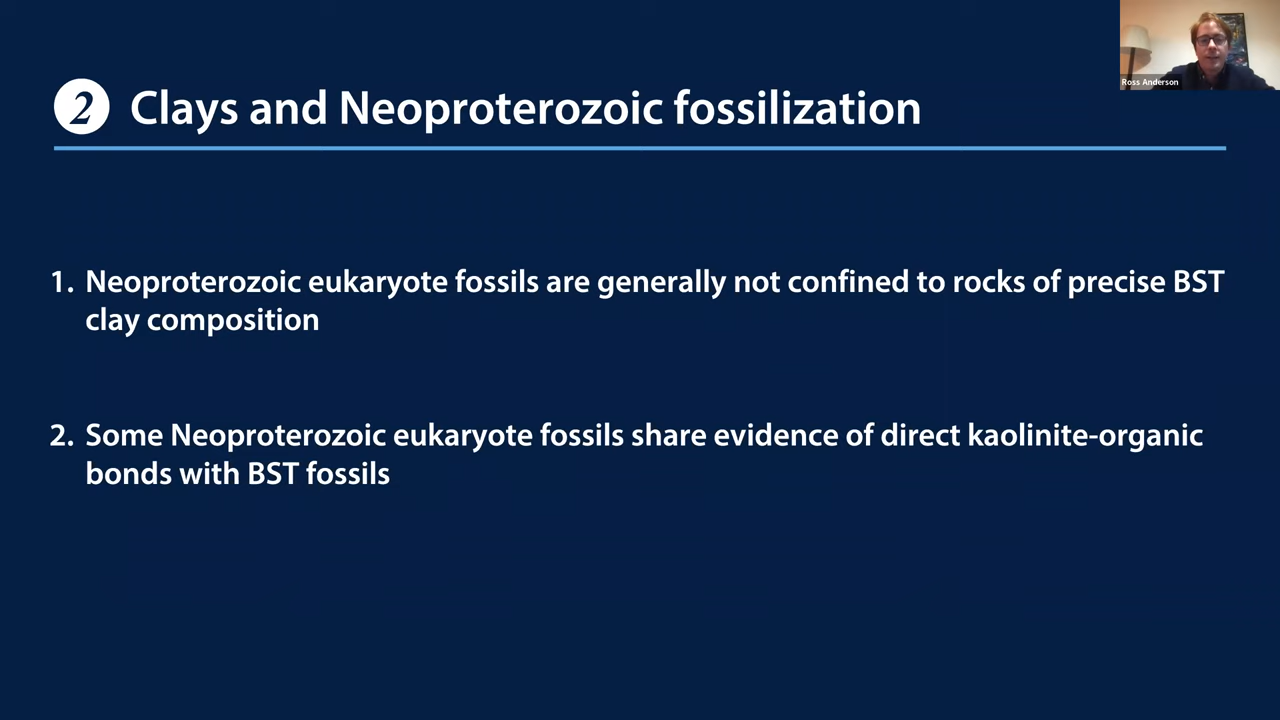 Ross Anderson
2 Clays and Neoproterozoic fossilization
1. Neoproterozoic eukaryote fossils are generally not confined to rocks of precise BST
clay composition
2. Some Neoproterozoic eukaryote fossils share evidence of direct kaolinite-organic
bonds with BST fossils